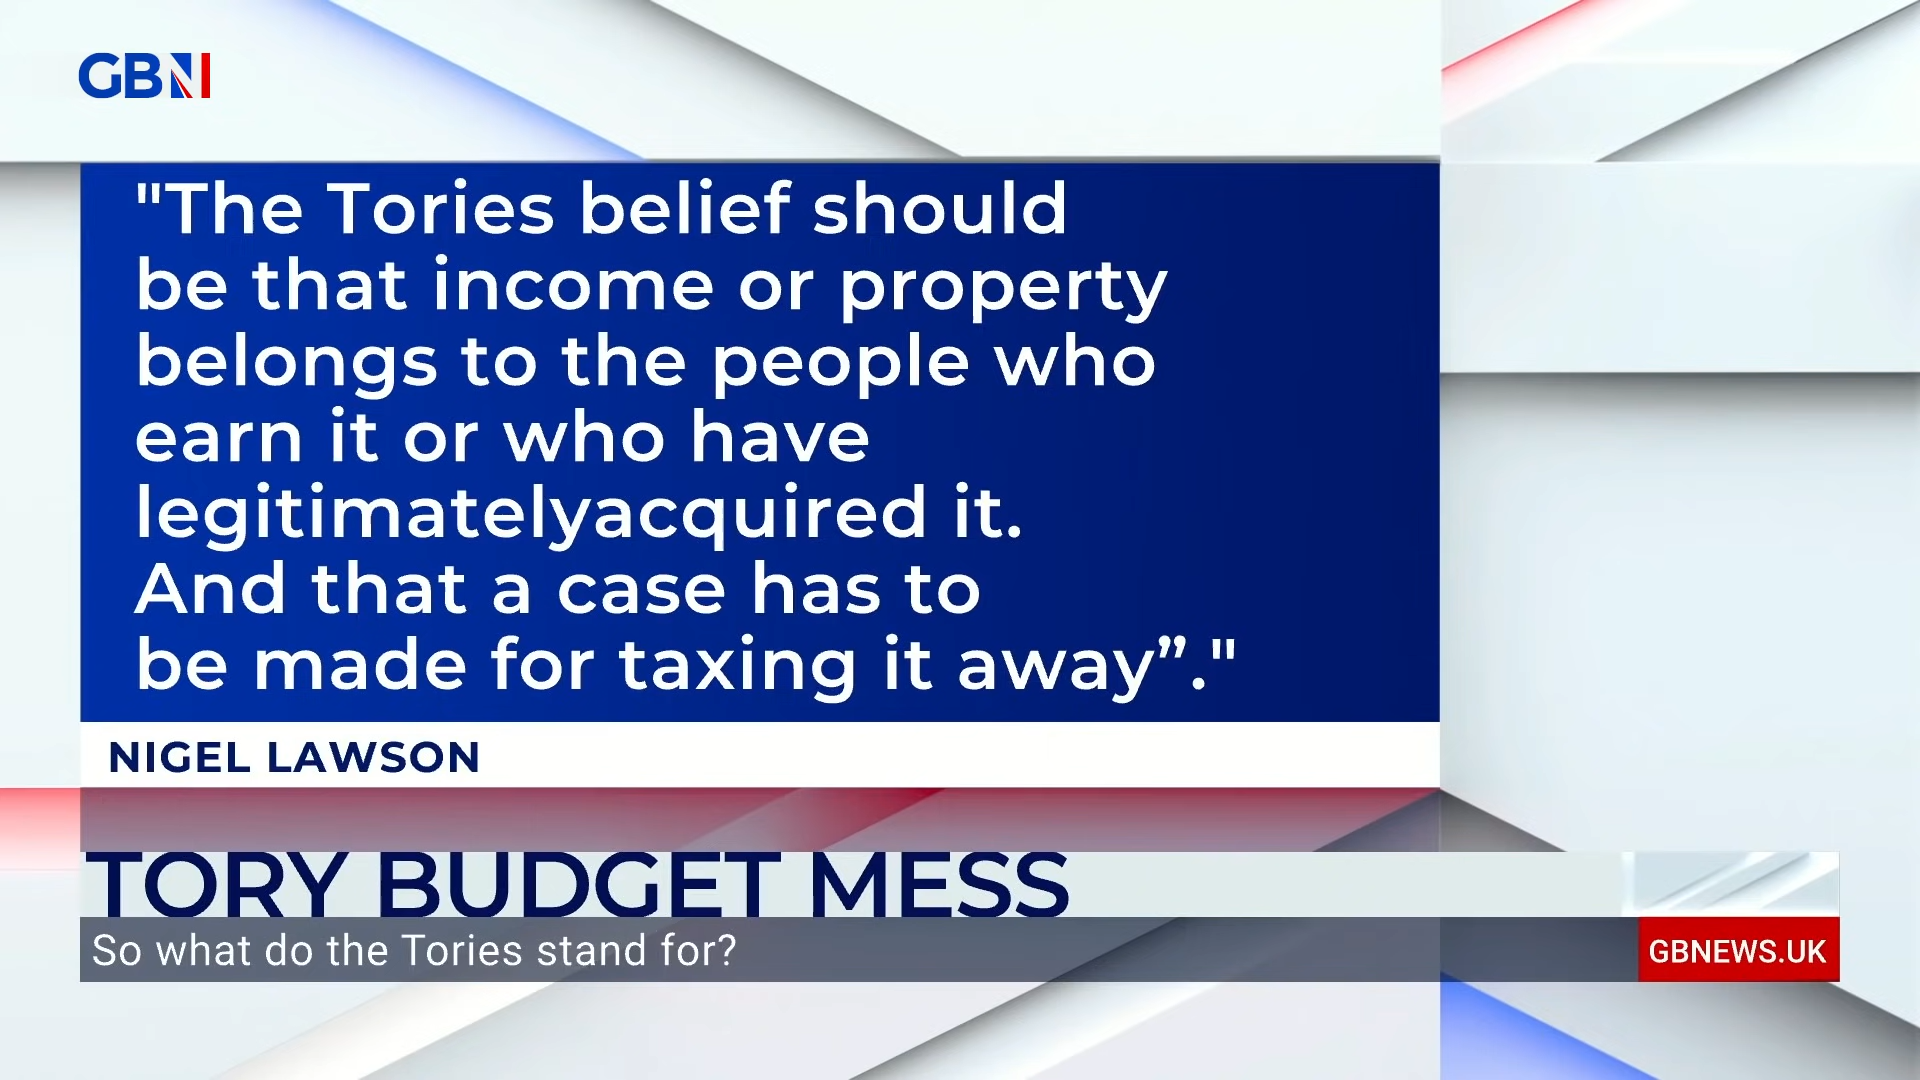 GBN
"The Tories belief should
be that income or property
belongs to the people who
earn it or who have
legitimatelyacquired it.
And that a case has to
be made for taxing it away”."
NIGEL LAWSON
TORY BUDGET MESS
So what do the Tories stand for?
GBNEWS.UK